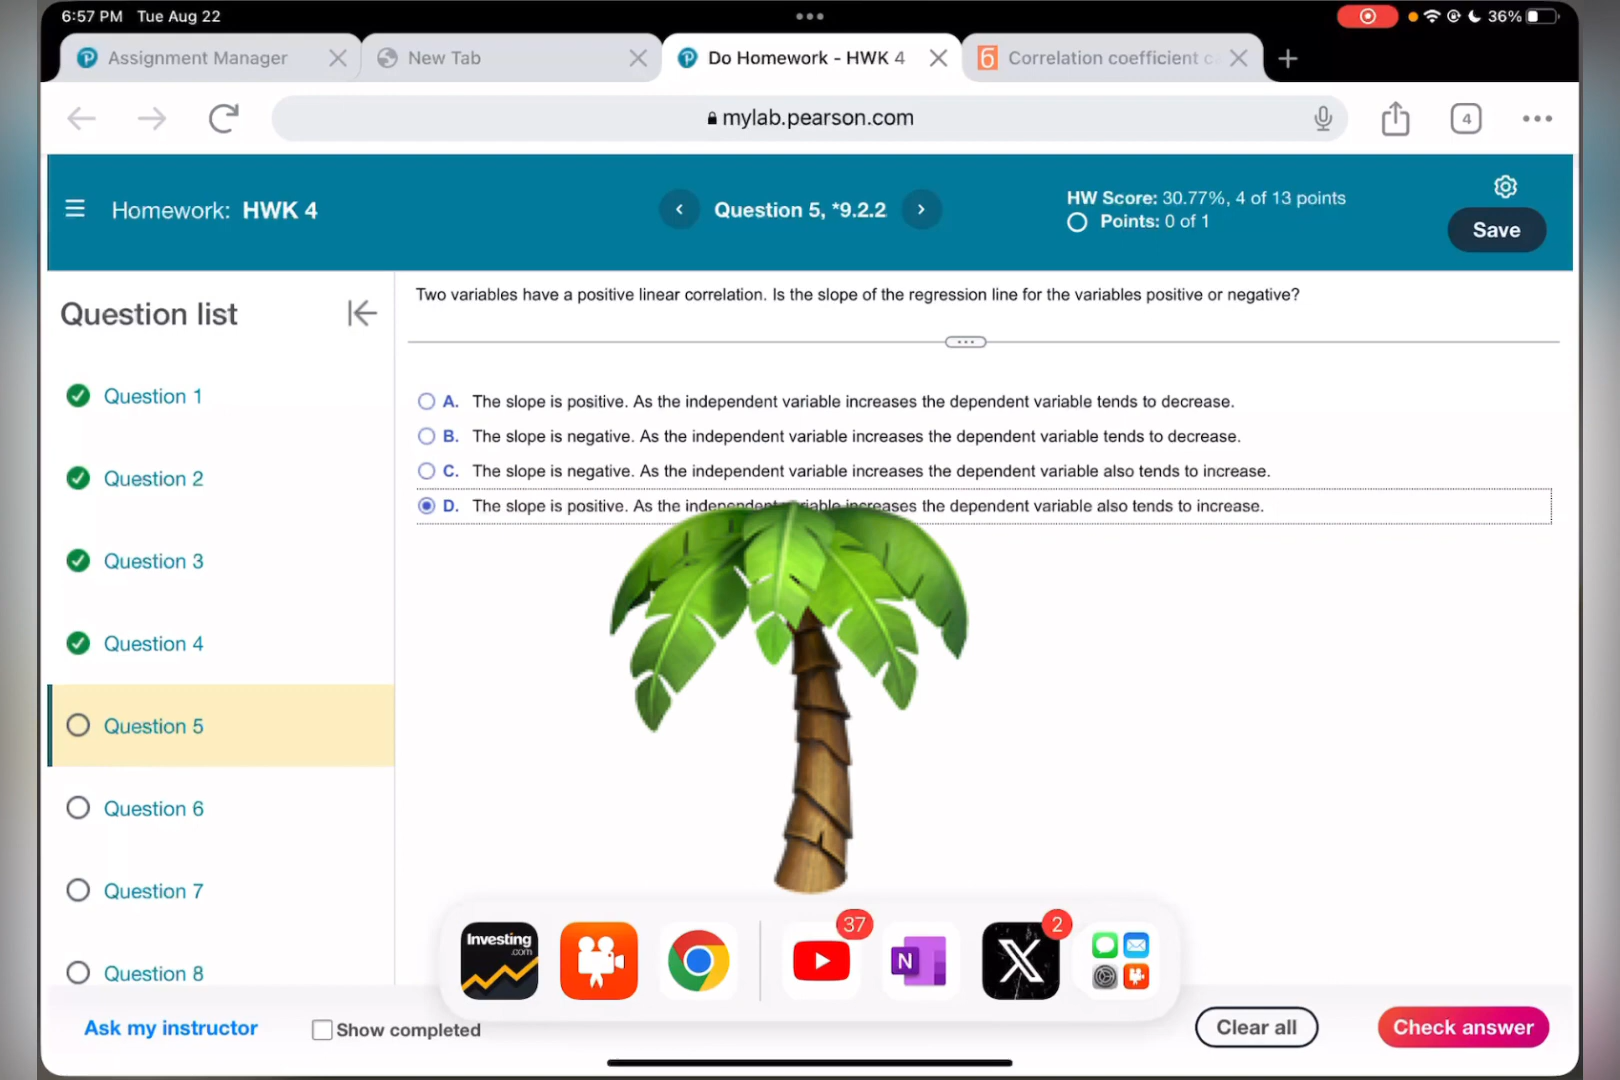 6:57 PM Tue Aug 22
36%
Assignment Manager
New Tab
Do Homework - HWK 4
Correlation coefficient c
mylab.pearson.com
4
Homework: HWK 4
Question 5, *9.2.2
HW Score: 30.77%, 4 of 13 points
Points: 0 of 1
Save
Question list
Two variables have a positive linear correlation. Is the slope of the regression line for the variables positive or negative?
A. The slope is positive. As the independent variable increases the dependent variable tends to decrease.
B. The slope is negative. As the independent variable increases the dependent variable tends to decrease.
C. The slope is negative. As the independent variable increases the dependent variable also tends to increase.
D. The slope is positive. As the independent variable increases the dependent variable also tends to increase.
Question 1
Question 2
Question 3
Question 4
Question 5
Question 6
Question 7
Question 8
Investing
.com
37
N
2
Ask my instructor
Show completed
Clear all
Check answer